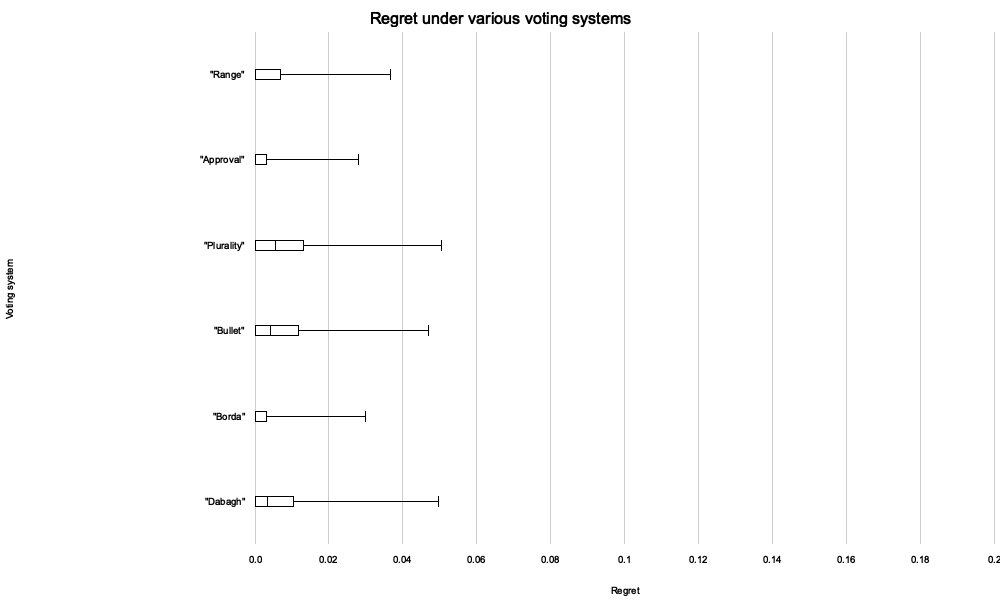 Regret under various voting systems
"Range"
"Approval"
"Plurality"
Voting system
"Bullet"
"Borda"
"Dabagh"
0.0 0.02 0.04 0.06 0.08 0.1 0.12 0.14 0.16 0.18 0.2
Regret